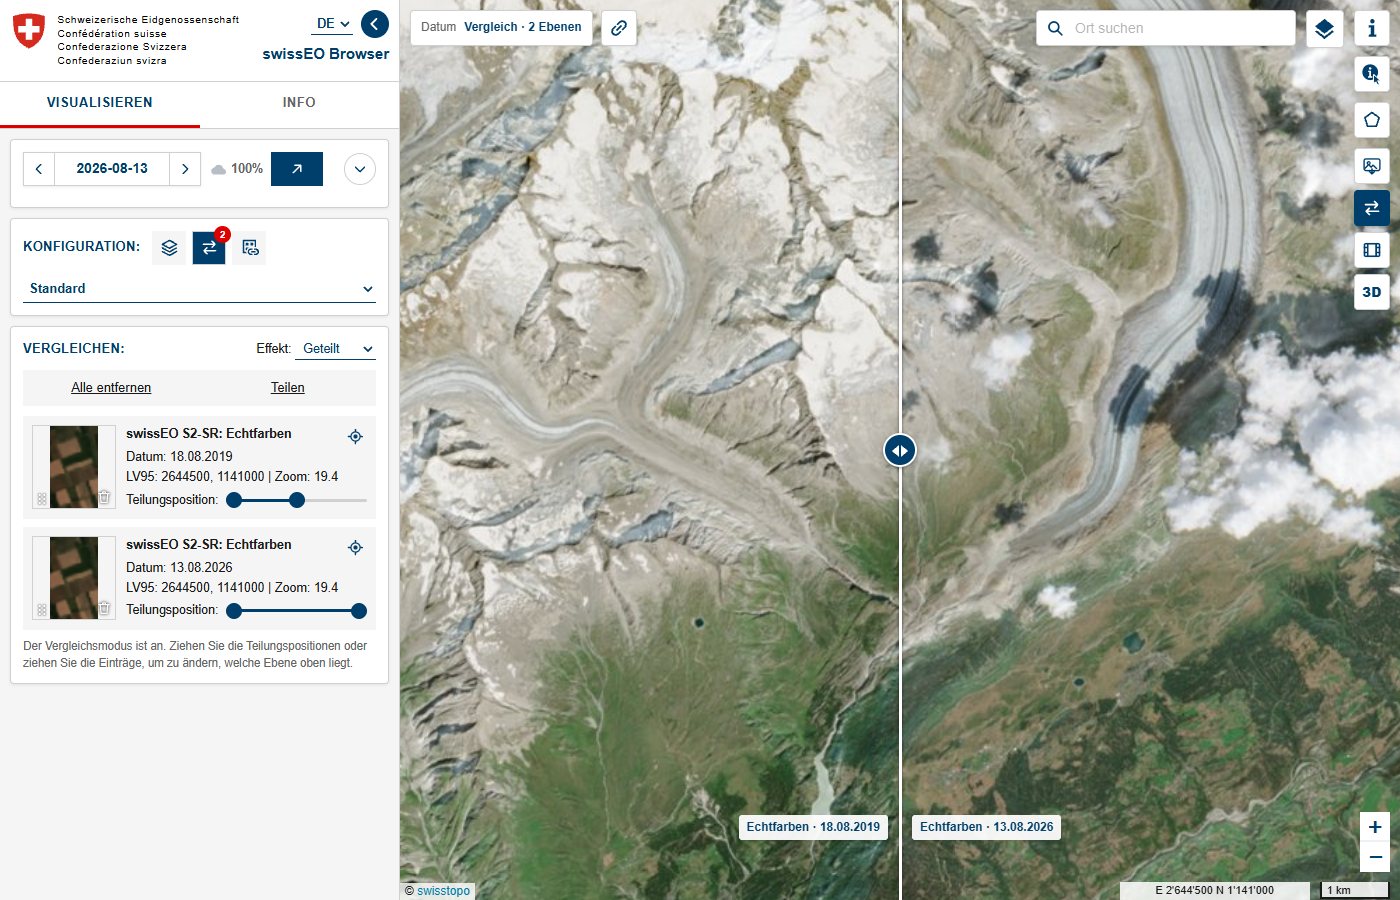 Schweizerische Eidgenossenschaft
Confédération suisse
Confederazione Svizzera
Confederaziun svizra
DE
swissEO Browser
VISUALISIEREN
INFO
2026-08-13
100%
KONFIGURATION:
2
Standard
VERGLEICHEN:
Effekt: Geteilt
Alle entfernen
Teilen
swissEO S2-SR: Echtfarben
Datum: 18.08.2019
LV95: 2644500, 1141000 | Zoom: 19.4
Teilungsposition:
swissEO S2-SR: Echtfarben
Datum: 13.08.2026
LV95: 2644500, 1141000 | Zoom: 19.4
Teilungsposition:
Der Vergleichsmodus ist an. Ziehen Sie die Teilungspositionen oder
ziehen Sie die Einträge, um zu ändern, welche Ebene oben liegt.
Datum Vergleich · 2 Ebenen
Ort suchen
3D
Echtfarben · 18.08.2019
Echtfarben · 13.08.2026
© swisstopo
E 2'644'500 N 1'141'000
1 km